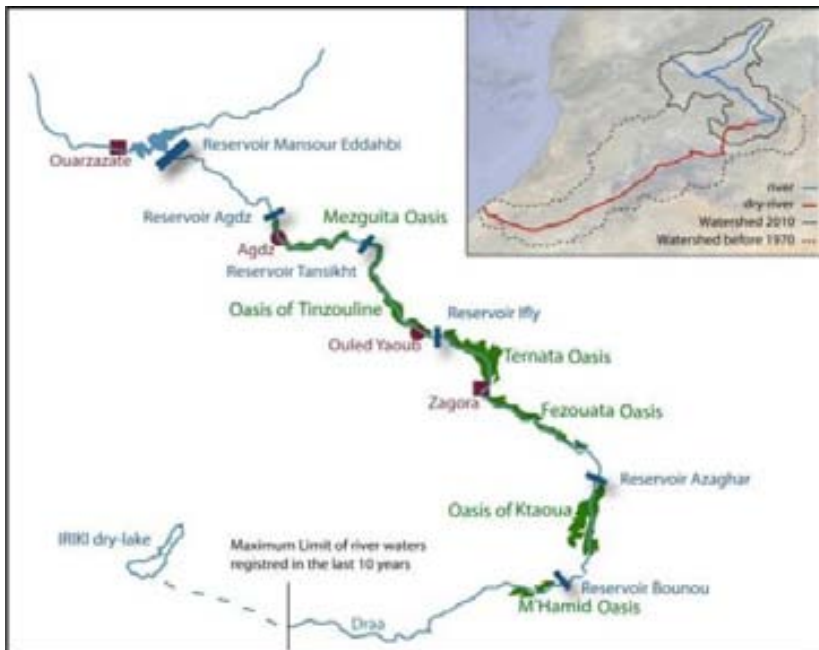 river
dry-river
Watershed 2010
Watershed before 1970
Ouarzazate
Reservoir Mansour Eddahbi
Reservoir Agdz
Mezguita Oasis
Agdz
Reservoir Tansikht
Oasis of Tinzouline
Reservoir Ifly
Ouled Yaoub
Ternata Oasis
Zagora
Fezouata Oasis
Reservoir Azaghar
Oasis of Ktaoua
IRIKI dry-lake
Maximum Limit of river waters
registred in the last 10 years
Reservoir Bounou
M'Hamid Oasis
Draa